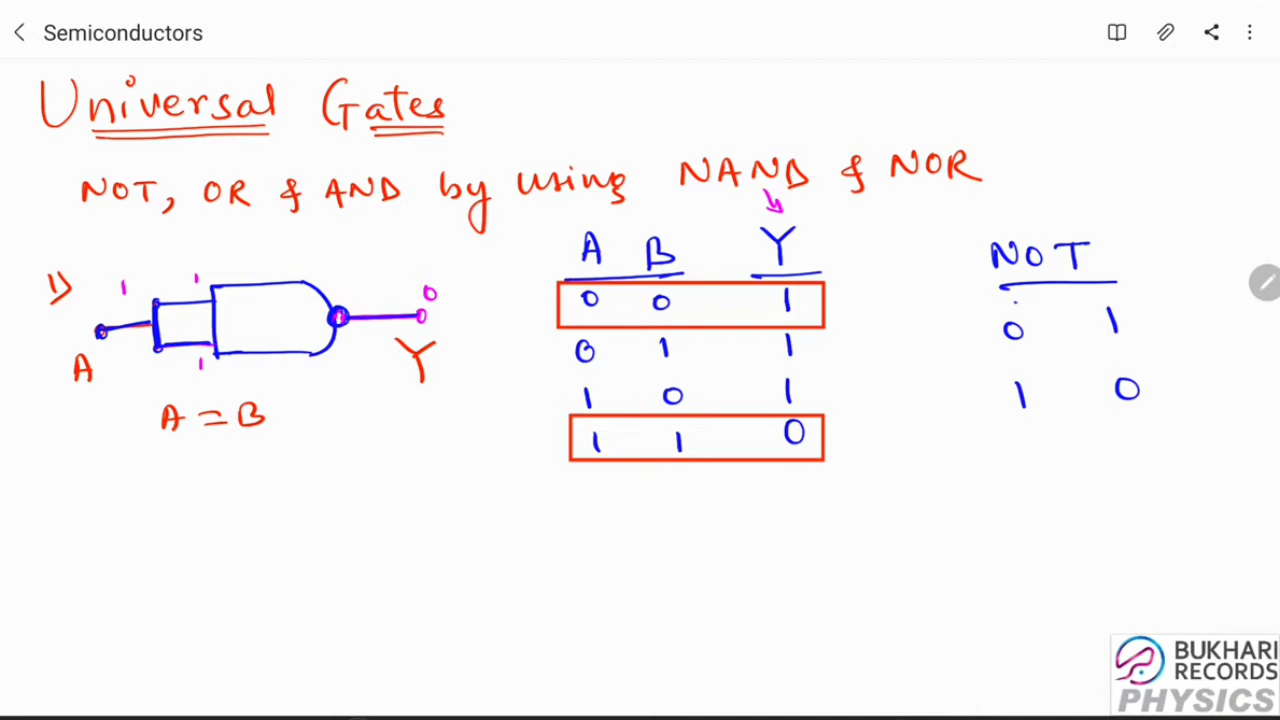 Semiconductors
Universal Gates
NOT, OR & AND by using NAND & NOR
A B Y
NOT
1) 1 1 0
0 0 1
0 1
A 1 Y
0 1 1
1 0 1
1 0
A = B
1 1 0
BUKHARI
RECORDS
PHYSICS